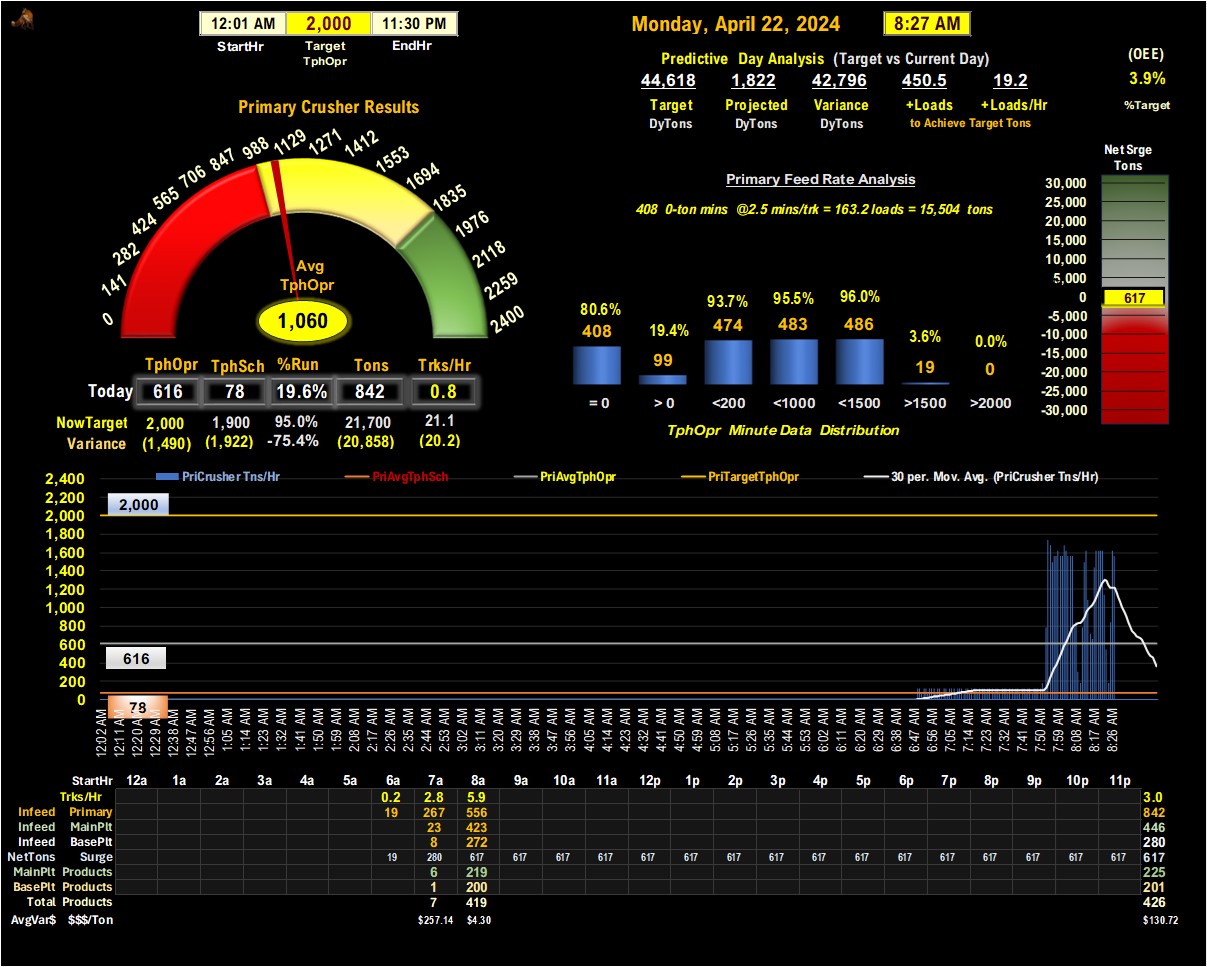 12:01 AM 2,000 11:30 PM
StartHr Target TphOpr EndHr
Monday, April 22, 2024 8:27 AM
Predictive Day Analysis (Target vs Current Day)
44,618 1,822 42,796 450.5 19.2
Target Projected Variance +Loads +Loads/Hr
DyTons DyTons DyTons to Achieve Target Tons
(OEE)
3.9%
%Target
Primary Crusher Results
0 141 282 424 565 706 847 988 1129 1271 1412 1553 1694 1835 1976 2118 2259 2400
Avg
TphOpr
1,060
TphOpr TphSch %Run Tons Trks/Hr
Today 616 78 19.6% 842 0.8
NowTarget 2,000 1,900 95.0% 21,700 21.1
Variance (1,490) (1,922) -75.4% (20,858) (20.2)
Primary Feed Rate Analysis
408 0-ton mins @2.5 mins/trk = 163.2 loads = 15,504 tons
80.6% 19.4% 93.7% 95.5% 96.0% 3.6% 0.0%
408 99 474 483 486 19 0
= 0 > 0 <200 <1000 <1500 >1500 >2000
TphOpr Minute Data Distribution
Net Srge
Tons
30,000
25,000
20,000
15,000
10,000
5,000
0 617
-5,000
-10,000
-15,000
-20,000
-25,000
-30,000
PriCrusher Tns/Hr PriAvgTphSch PriAvgTphOpr PriTargetTphOpr 30 per. Mov. Avg. (PriCrusher Tns/Hr)
2,400
2,200
2,000
1,800
1,600
1,400
1,200
1,000
800
600
400
200
0
2,000
616
78
12:02 AM 12:11 AM 12:20 AM 12:29 AM 12:38 AM 12:47 AM 12:56 AM 1:05 AM 1:14 AM 1:23 AM 1:32 AM 1:41 AM 1:50 AM 1:59 AM 2:08 AM 2:17 AM 2:26 AM 2:35 AM 2:44 AM 2:53 AM 3:02 AM 3:11 AM 3:20 AM 3:29 AM 3:38 AM 3:47 AM 3:56 AM 4:05 AM 4:14 AM 4:23 AM 4:32 AM 4:41 AM 4:50 AM 4:59 AM 5:08 AM 5:17 AM 5:26 AM 5:35 AM 5:44 AM 5:53 AM 6:02 AM 6:11 AM 6:20 AM 6:29 AM 6:38 AM 6:47 AM 6:56 AM 7:05 AM 7:14 AM 7:23 AM 7:32 AM 7:41 AM 7:50 AM 7:59 AM 8:08 AM 8:17 AM 8:26 AM
StartHr 12a 1a 2a 3a 4a 5a 6a 7a 8a 9a 10a 11a 12p 1p 2p 3p 4p 5p 6p 7p 8p 9p 10p 11p
Trks/Hr 0.2 2.8 5.9 3.0
Infeed Primary 19 267 556 842
Infeed MainPlt 23 423 446
Infeed BasePlt 8 272 280
NetTons Surge 19 280 617 617 617 617 617 617 617 617 617 617 617 617 617 617 617 617 617 617
MainPlt Products 6 219 225
BasePlt Products 1 200 201
Total Products 7 419 426
AvgVar$ $$$/Ton $257.14 $4.30 $130.72